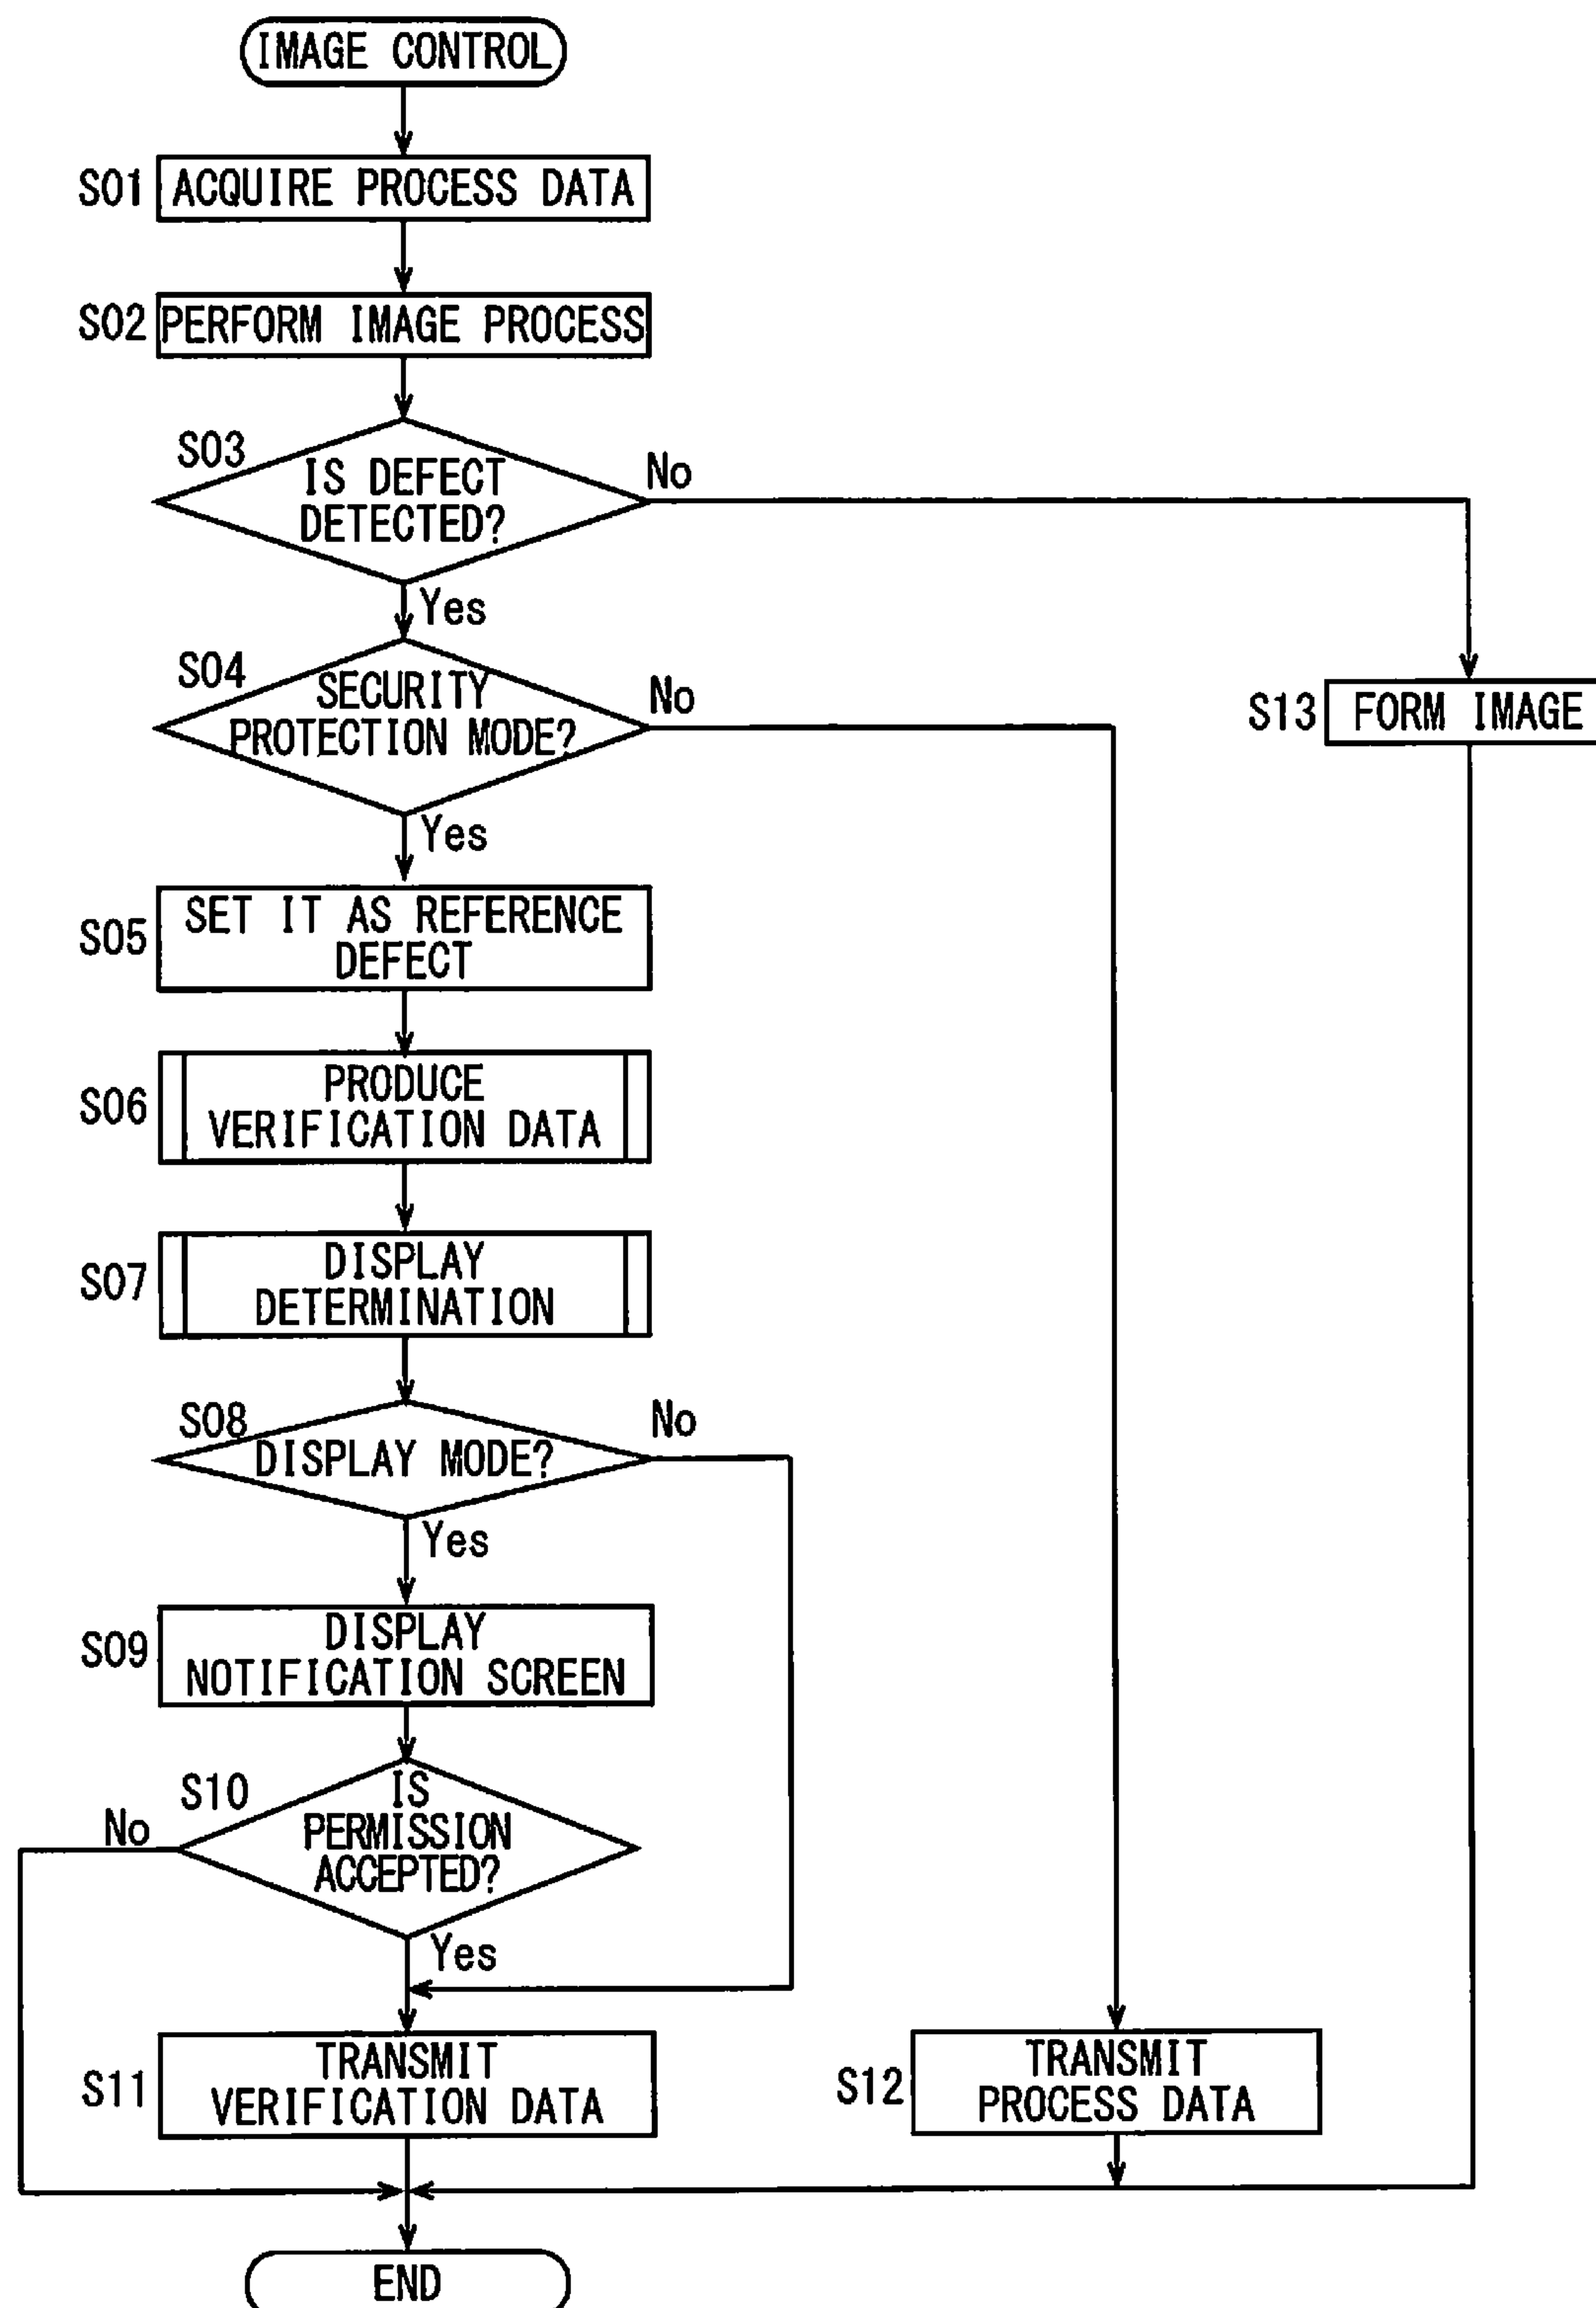 IMAGE CONTROL
S01
ACQUIRE PROCESS DATA
S02
PERFORM IMAGE PROCESS
S03
IS DEFECT
DETECTED?
No
Yes
S04
SECURITY
PROTECTION MODE?
No
Yes
S13
FORM IMAGE
S05
SET IT AS REFERENCE
DEFECT
S06
PRODUCE
VERIFICATION DATA
S07
DISPLAY
DETERMINATION
S08
DISPLAY MODE?
No
Yes
S09
DISPLAY
NOTIFICATION SCREEN
S10
IS
PERMISSION
ACCEPTED?
No
Yes
S11
TRANSMIT
VERIFICATION DATA
S12
TRANSMIT
PROCESS DATA
END